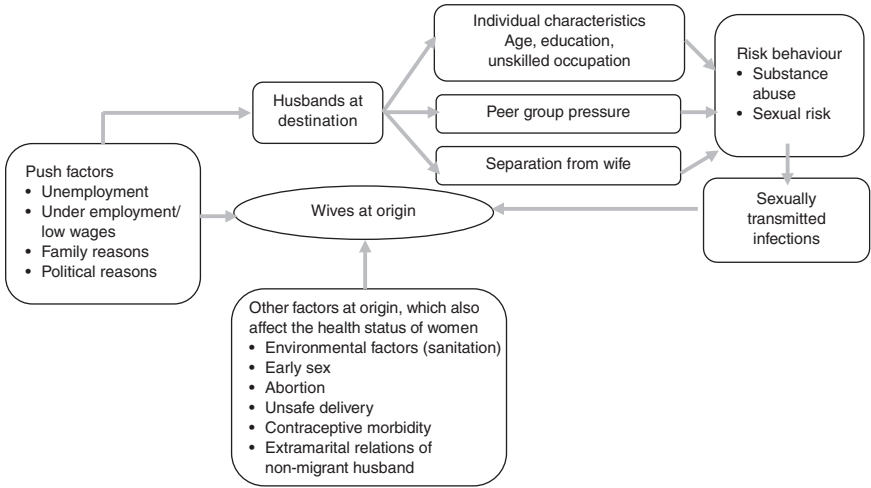 Individual characteristics
Age, education,
unskilled occupation
Risk behaviour
• Substance
abuse
• Sexual risk
Husbands at
destination
Peer group pressure
Separation from wife
Push factors
• Unemployment
• Under employment/
low wages
• Family reasons
• Political reasons
Wives at origin
Sexually
transmitted
infections
Other factors at origin, which also
affect the health status of women
• Environmental factors (sanitation)
• Early sex
• Abortion
• Unsafe delivery
• Contraceptive morbidity
• Extramarital relations of
non-migrant husband